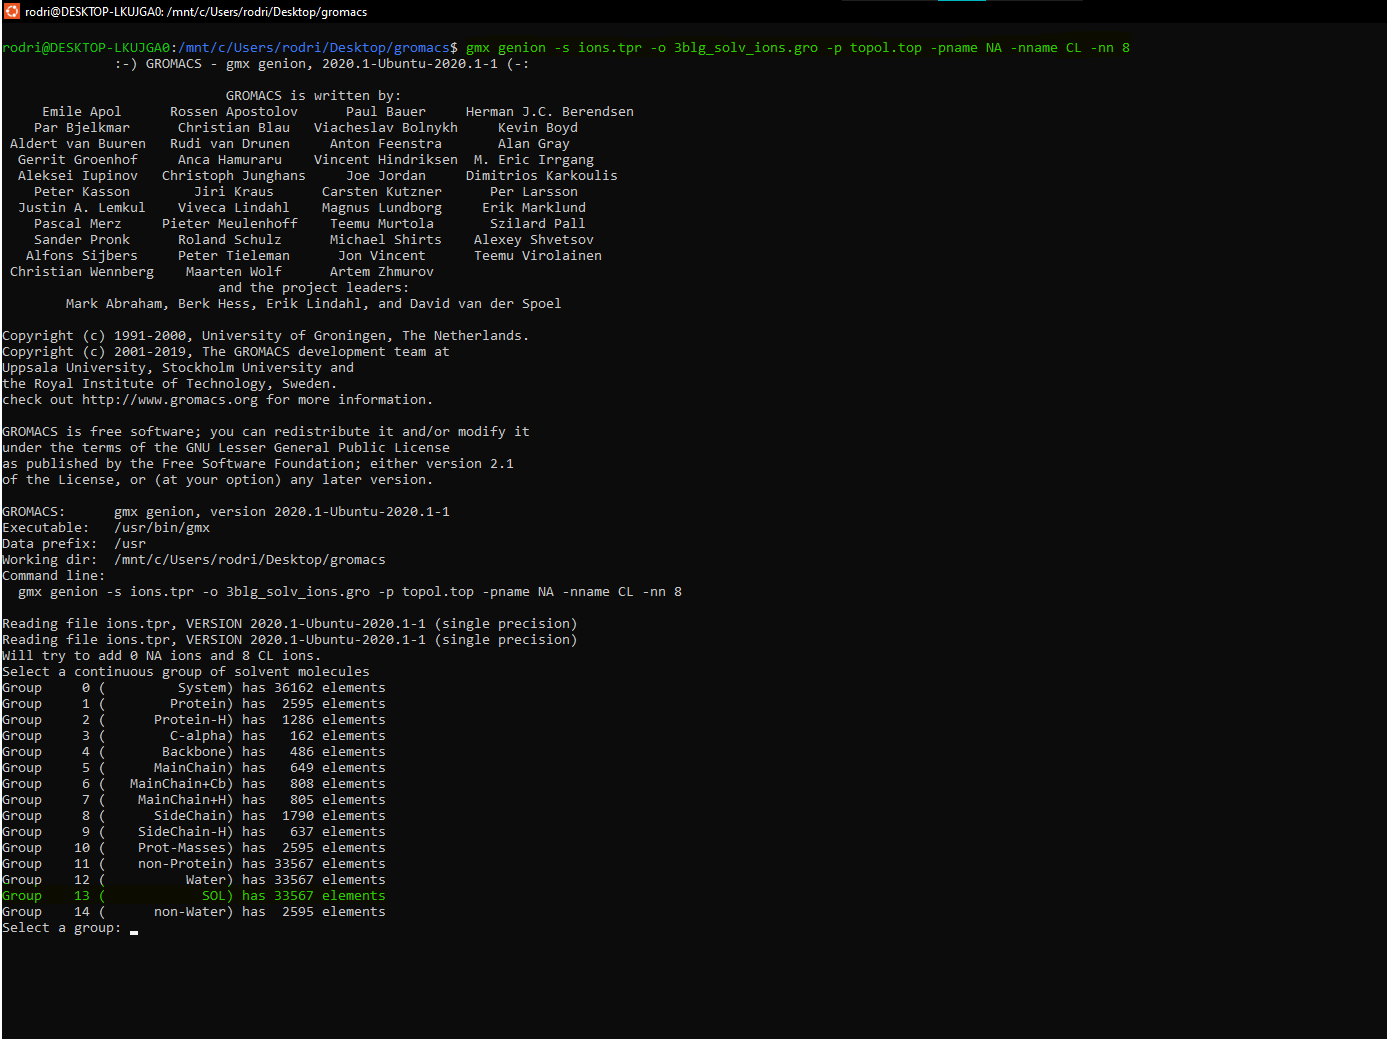 rodri@DESKTOP-LKUJGA0: /mnt/c/Users/rodri/Desktop/gromacs
rodri@DESKTOP-LKUJGA0:/mnt/c/Users/rodri/Desktop/gromacs$ gmx genion -s ions.tpr -o 3blg_solv_ions.gro -p topol.top -pname NA -nname CL -nn 8
:-) GROMACS - gmx genion, 2020.1-Ubuntu-2020.1-1 (-:
GROMACS is written by:
Emile Apol Rossen Apostolov Paul Bauer Herman J.C. Berendsen
Par Bjelkmar Christian Blau Viacheslav Bolnykh Kevin Boyd
Aldert van Buuren Rudi van Drunen Anton Feenstra Alan Gray
Gerrit Groenhof Anca Hamuraru Vincent Hindriksen M. Eric Irrgang
Aleksei Iupinov Christoph Junghans Joe Jordan Dimitrios Karkoulis
Peter Kasson Jiri Kraus Carsten Kutzner Per Larsson
Justin A. Lemkul Viveca Lindahl Magnus Lundborg Erik Marklund
Pascal Merz Pieter Meulenhoff Teemu Murtola Szilard Pall
Sander Pronk Roland Schulz Michael Shirts Alexey Shvetsov
Alfons Sijbers Peter Tieleman Jon Vincent Teemu Virolainen
Christian Wennberg Maarten Wolf Artem Zhmurov
and the project leaders:
Mark Abraham, Berk Hess, Erik Lindahl, and David van der Spoel
Copyright (c) 1991-2000, University of Groningen, The Netherlands.
Copyright (c) 2001-2019, The GROMACS development team at
Uppsala University, Stockholm University and
the Royal Institute of Technology, Sweden.
check out http://www.gromacs.org for more information.
GROMACS is free software; you can redistribute it and/or modify it
under the terms of the GNU Lesser General Public License
as published by the Free Software Foundation; either version 2.1
of the License, or (at your option) any later version.
GROMACS: gmx genion, version 2020.1-Ubuntu-2020.1-1
Executable: /usr/bin/gmx
Data prefix: /usr
Working dir: /mnt/c/Users/rodri/Desktop/gromacs
Command line:
gmx genion -s ions.tpr -o 3blg_solv_ions.gro -p topol.top -pname NA -nname CL -nn 8
Reading file ions.tpr, VERSION 2020.1-Ubuntu-2020.1-1 (single precision)
Reading file ions.tpr, VERSION 2020.1-Ubuntu-2020.1-1 (single precision)
Will try to add 0 NA ions and 8 CL ions.
Select a continuous group of solvent molecules
Group 0 ( System) has 36162 elements
Group 1 ( Protein) has 2595 elements
Group 2 ( Protein-H) has 1286 elements
Group 3 ( C-alpha) has 162 elements
Group 4 ( Backbone) has 486 elements
Group 5 ( MainChain) has 649 elements
Group 6 ( MainChain+Cb) has 808 elements
Group 7 ( MainChain+H) has 805 elements
Group 8 ( SideChain) has 1790 elements
Group 9 ( SideChain-H) has 637 elements
Group 10 ( Prot-Masses) has 2595 elements
Group 11 ( non-Protein) has 33567 elements
Group 12 ( Water) has 33567 elements
Group 13 ( SOL) has 33567 elements
Group 14 ( non-Water) has 2595 elements
Select a group: